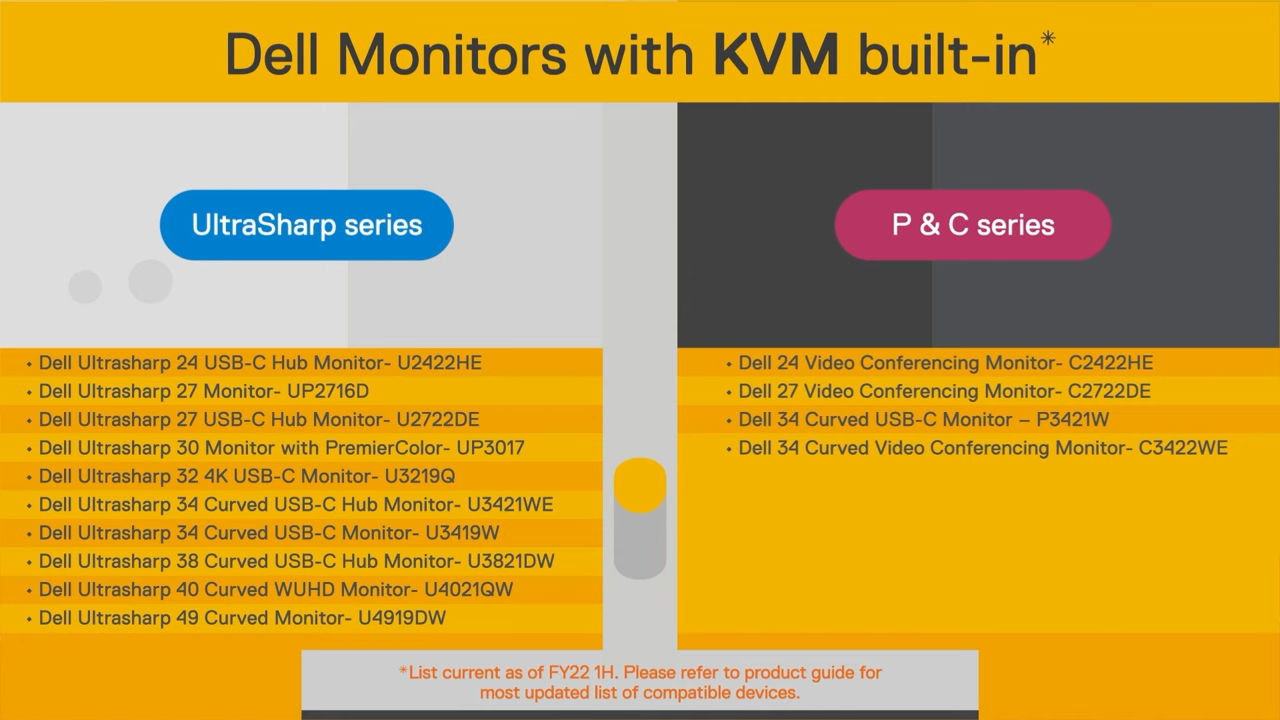 Dell Monitors with KVM built-in*
UltraSharp series
• Dell Ultrasharp 24 USB-C Hub Monitor- U2422HE
• Dell Ultrasharp 27 Monitor- UP2716D
• Dell Ultrasharp 27 USB-C Hub Monitor- U2722DE
• Dell Ultrasharp 30 Monitor with PremierColor- UP3017
• Dell Ultrasharp 32 4K USB-C Monitor- U3219Q
• Dell Ultrasharp 34 Curved USB-C Hub Monitor- U3421WE
• Dell Ultrasharp 34 Curved USB-C Monitor- U3419W
• Dell Ultrasharp 38 Curved USB-C Hub Monitor- U3821DW
• Dell Ultrasharp 40 Curved WUHD Monitor- U4021QW
• Dell Ultrasharp 49 Curved Monitor- U4919DW
P & C series
• Dell 24 Video Conferencing Monitor- C2422HE
• Dell 27 Video Conferencing Monitor- C2722DE
• Dell 34 Curved USB-C Monitor – P3421W
• Dell 34 Curved Video Conferencing Monitor- C3422WE
*List current as of FY22 1H. Please refer to product guide for
most updated list of compatible devices.